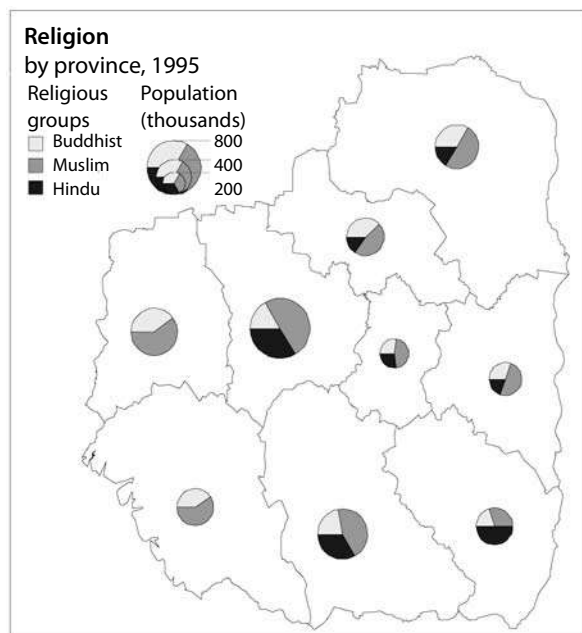 Religion
by province, 1995
Religious groups
Buddhist
Muslim
Hindu
Population (thousands)
800
400
200